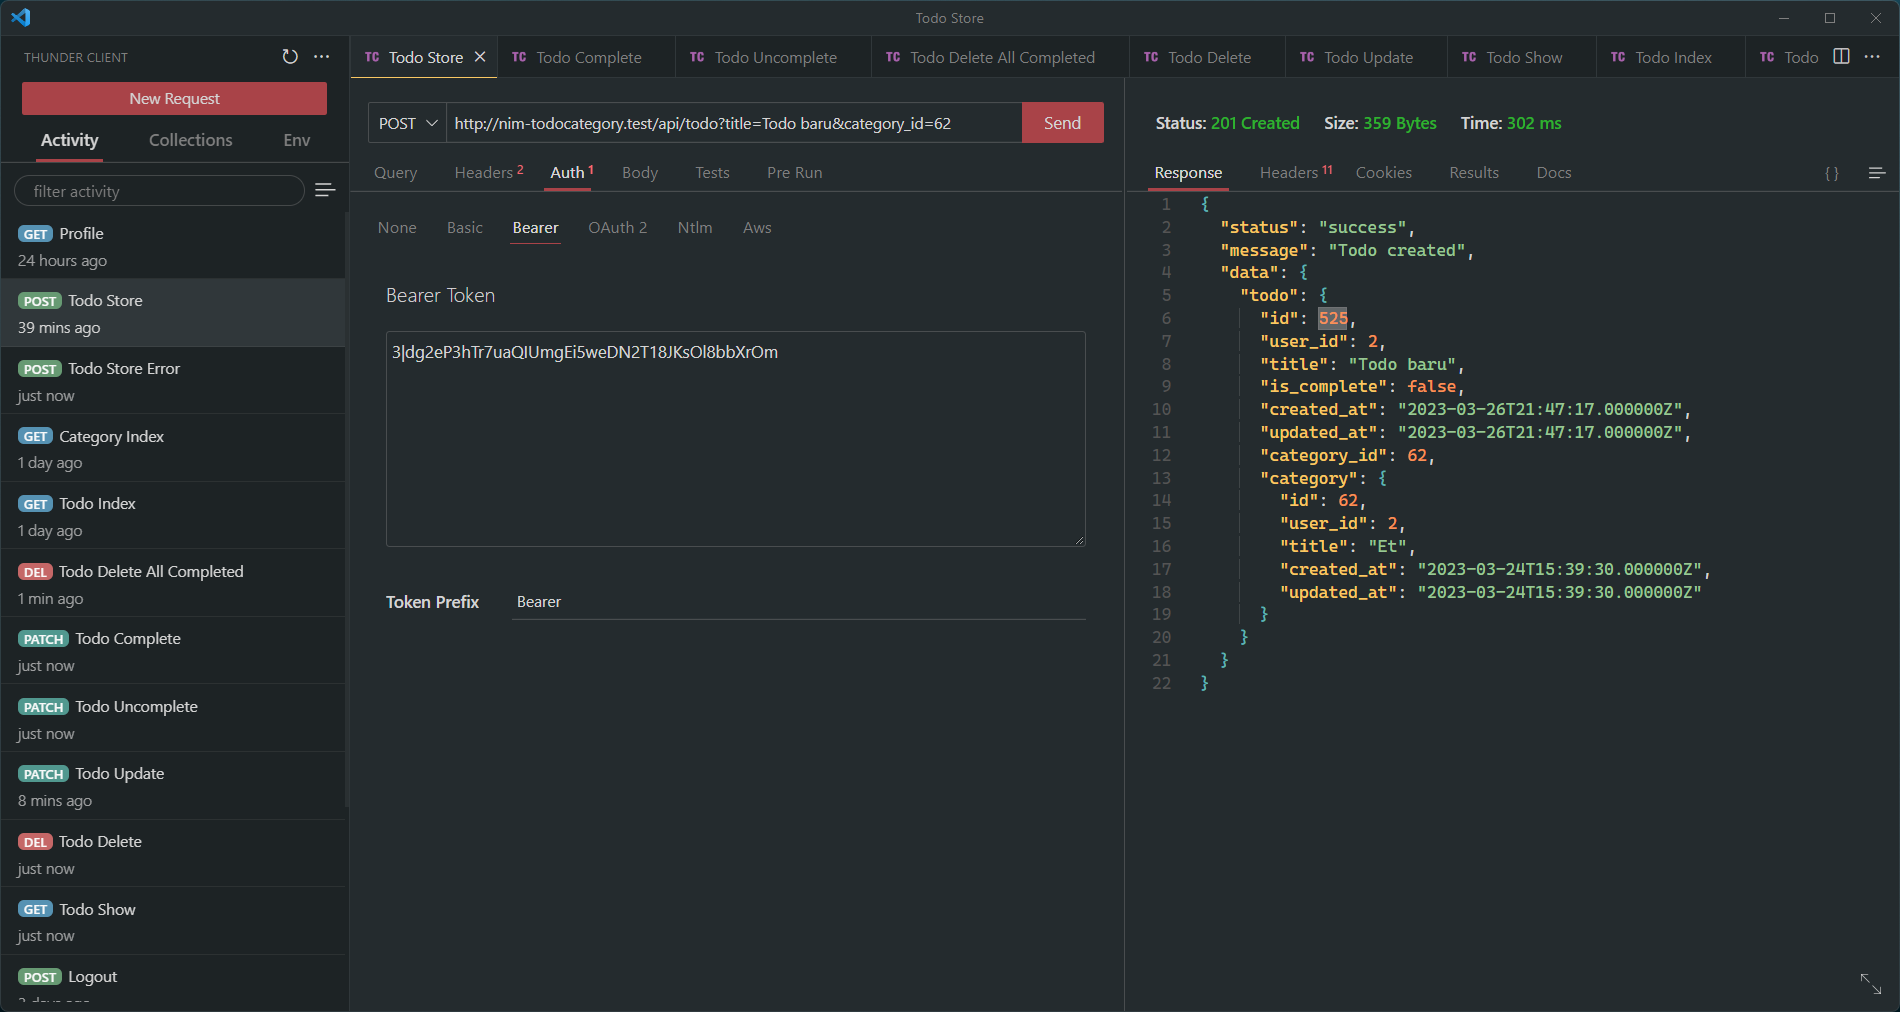 Todo Store
THUNDER CLIENT
New Request
Activity Collections Env
filter activity
GET Profile
24 hours ago
POST Todo Store
39 mins ago
POST Todo Store Error
just now
GET Category Index
1 day ago
GET Todo Index
1 day ago
DEL Todo Delete All Completed
1 min ago
PATCH Todo Complete
just now
PATCH Todo Uncomplete
just now
PATCH Todo Update
8 mins ago
DEL Todo Delete
just now
GET Todo Show
just now
POST Logout
TC Todo Store TC Todo Complete TC Todo Uncomplete TC Todo Delete All Completed TC Todo Delete TC Todo Update TC Todo Show TC Todo Index TC Todo
POST http://nim-todocategory.test/api/todo?title=Todo baru&category_id=62 Send
Query Headers 2 Auth 1 Body Tests Pre Run
None Basic Bearer OAuth 2 Ntlm Aws
Bearer Token
3|dg2eP3hTr7uaQIUmgEi5weDN2T18JKsOl8bbXrOm
Token Prefix Bearer
Status: 201 Created Size: 359 Bytes Time: 302 ms
Response Headers 11 Cookies Results Docs {}
1 {
2 "status": "success",
3 "message": "Todo created",
4 "data": {
5 "todo": {
6 "id": 525,
7 "user_id": 2,
8 "title": "Todo baru",
9 "is_complete": false,
10 "created_at": "2023-03-26T21:47:17.000000Z",
11 "updated_at": "2023-03-26T21:47:17.000000Z",
12 "category_id": 62,
13 "category": {
14 "id": 62,
15 "user_id": 2,
16 "title": "Et",
17 "created_at": "2023-03-24T15:39:30.000000Z",
18 "updated_at": "2023-03-24T15:39:30.000000Z"
19 }
20 }
21 }
22 }